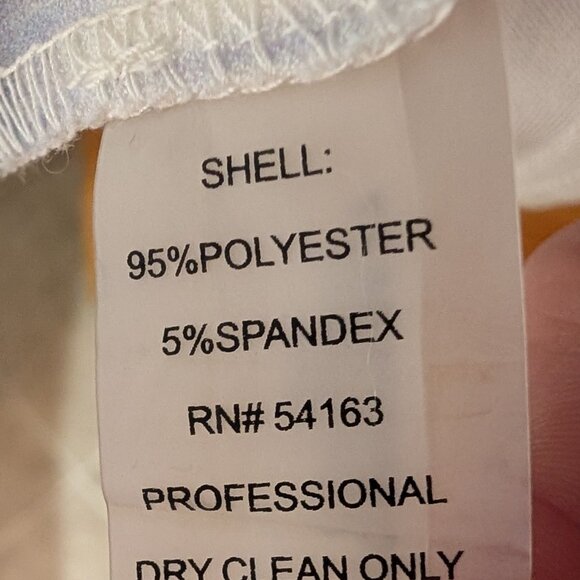 SHELL:
95%POLYESTER
5%SPANDEX
RN# 54163
PROFESSIONAL
DRY CLEAN ONLY